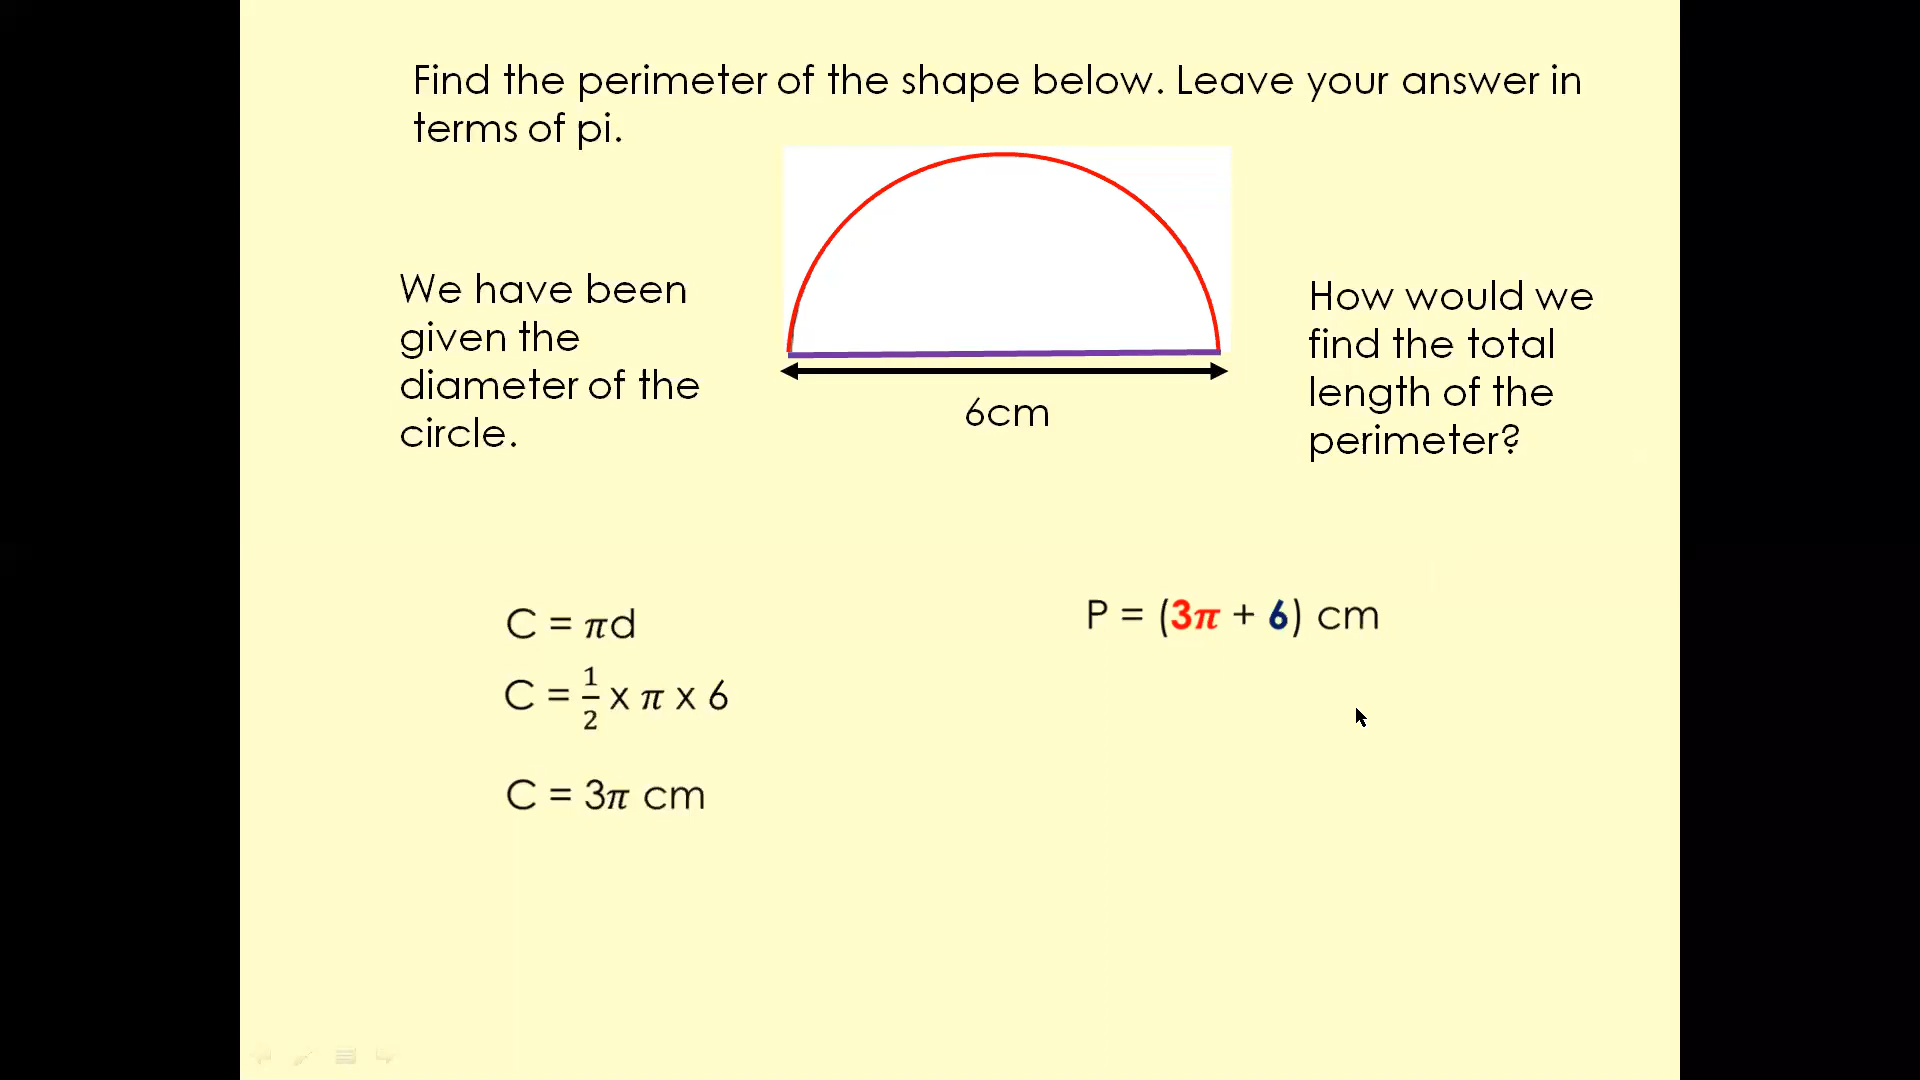 Find the perimeter of the shape below. Leave your answer in
terms of pi.
We have been
given the
diameter of the
circle.
6cm
How would we
find the total
length of the
perimeter?
C = πd
C = 1/2 x π x 6
C = 3π cm
P = (3π + 6) cm